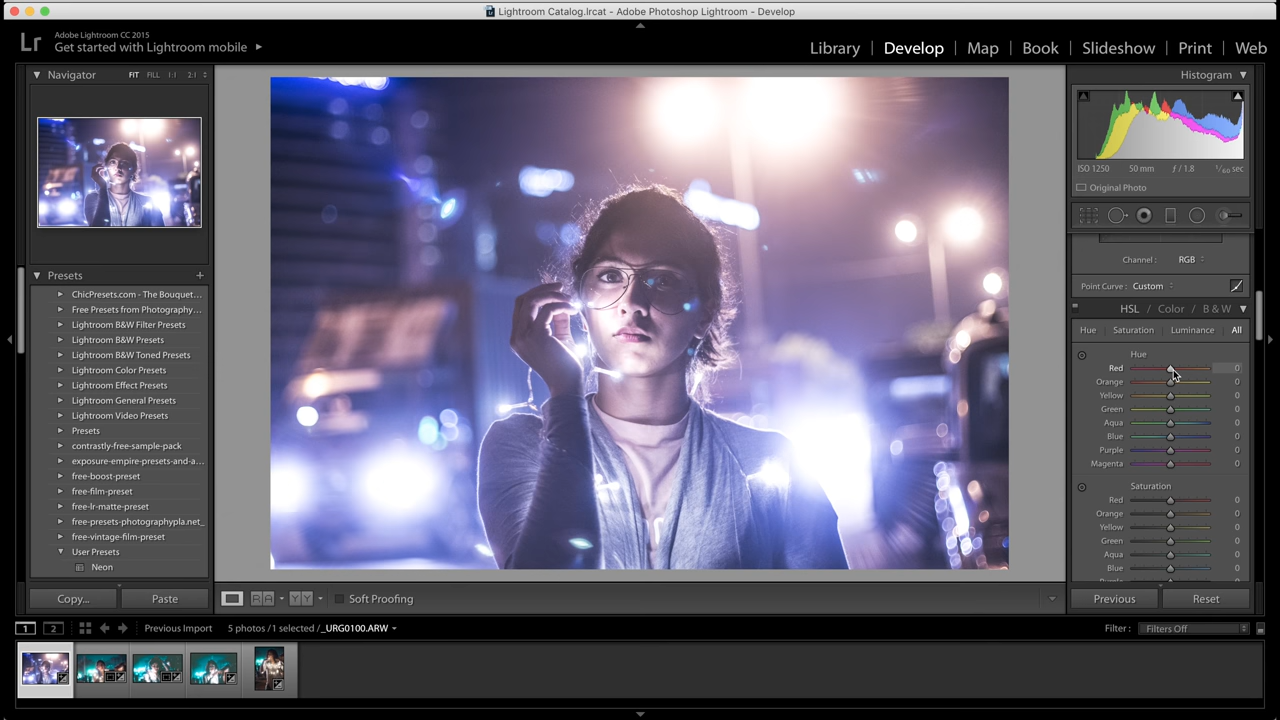 Lightroom Catalog.lrcat - Adobe Photoshop Lightroom - Develop
Lr
Adobe Lightroom CC 2015
Get started with Lightroom mobile
Library
Develop
Map
Book
Slideshow
Print
Web
Navigator
FIT
FILL
1:1
2:1
Presets
ChicPresets.com - The Bouquet...
Free Presets from Photography...
Lightroom B&W Filter Presets
Lightroom B&W Presets
Lightroom B&W Toned Presets
Lightroom Color Presets
Lightroom Effect Presets
Lightroom General Presets
Lightroom Video Presets
Presets
contrastly-free-sample-pack
exposure-empire-presets-and-a...
free-boost-preset
free-film-preset
free-lr-matte-preset
free-presets-photographypla.net_
free-vintage-film-preset
User Presets
Neon
Copy...
Paste
Soft Proofing
Histogram
ISO 1250
50 mm
ƒ / 1.8
1/60 sec
Original Photo
Channel : RGB
Point Curve : Custom
HSL / Color / B & W
Hue
Saturation
Luminance
All
Hue
Red 0
Orange 0
Yellow 0
Green 0
Aqua 0
Blue 0
Purple 0
Magenta 0
Saturation
Red 0
Orange 0
Yellow 0
Green 0
Aqua 0
Blue 0
Previous
Reset
1
2
Previous Import
5 photos /1 selected /_URG0100.ARW
Filter :
Filters Off